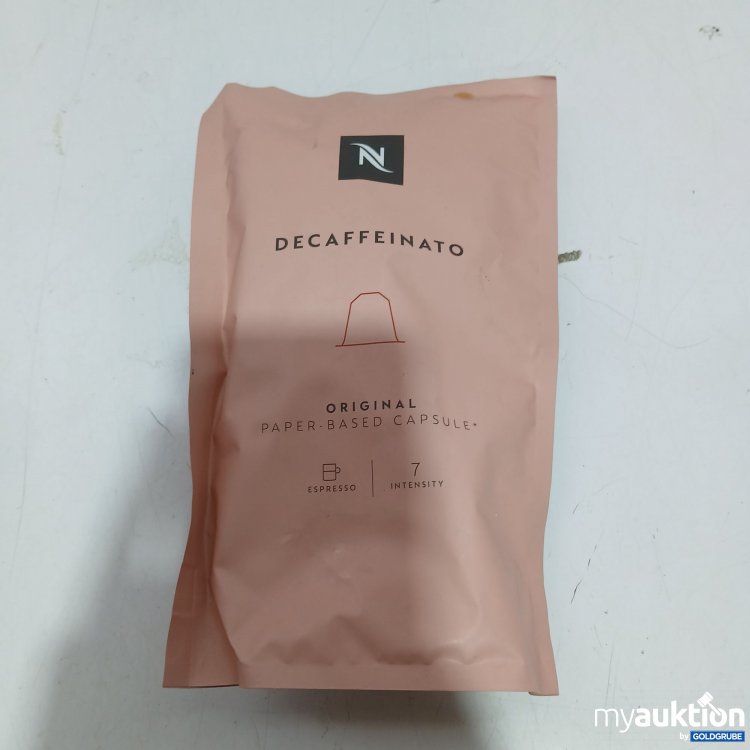 N
DECAFFEINATO
ORIGINAL
PAPER-BASED CAPSULE*
ESPRESSO
7
INTENSITY
myauktion
by GOLDGRUBE